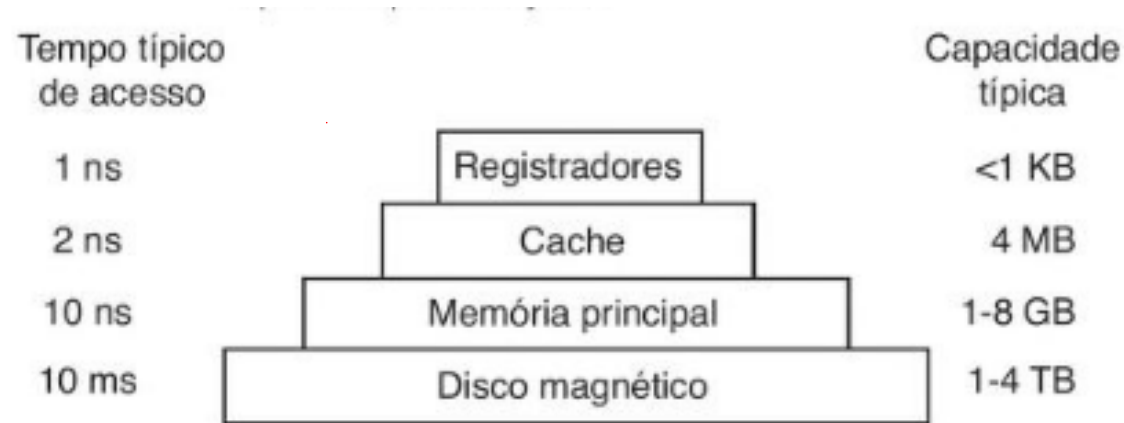 Tempo típico
de acesso
Capacidade
típica
1 ns Registradores <1 KB
2 ns Cache 4 MB
10 ns Memória principal 1-8 GB
10 ms Disco magnético 1-4 TB